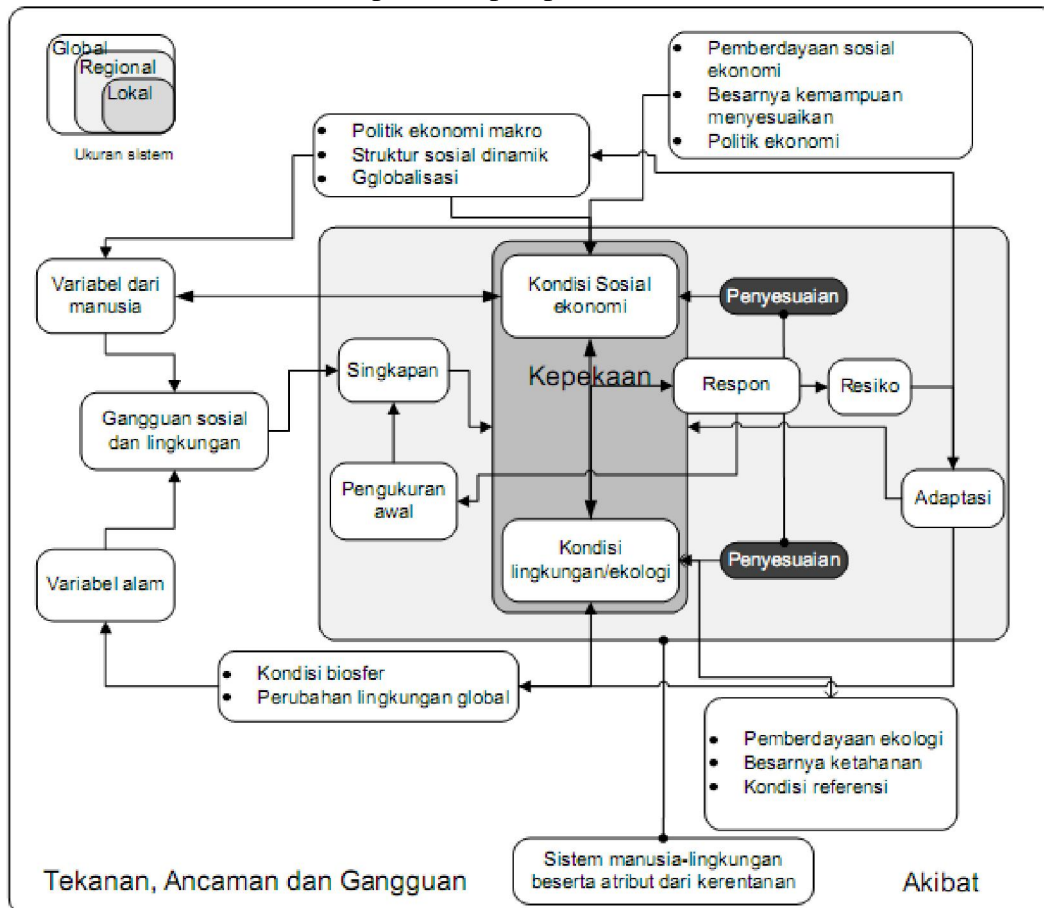 Global
Regional
Lokal
Ukuran sistem
• Politik ekonomi makro
• Struktur sosial dinamik
• Gglobalisasi
• Pemberdayaan sosial
ekonomi
• Besarnya kemampuan
menyesuaikan
• Politik ekonomi
Variabel dari
manusia
Kondisi Sosial
ekonomi
Penyesuaian
Singkapan
Kepekaan
Respon
Resiko
Gangguan sosial
dan lingkungan
Pengukuran
awal
Adaptasi
Variabel alam
Kondisi
lingkungan/ekologi
Penyesuaian
• Kondisi biosfer
• Perubahan lingkungan global
• Pemberdayaan ekologi
• Besarnya ketahanan
• Kondisi referensi
Sistem manusia-lingkungan
beserta atribut dari kerentanan
Tekanan, Ancaman dan Gangguan
Akibat